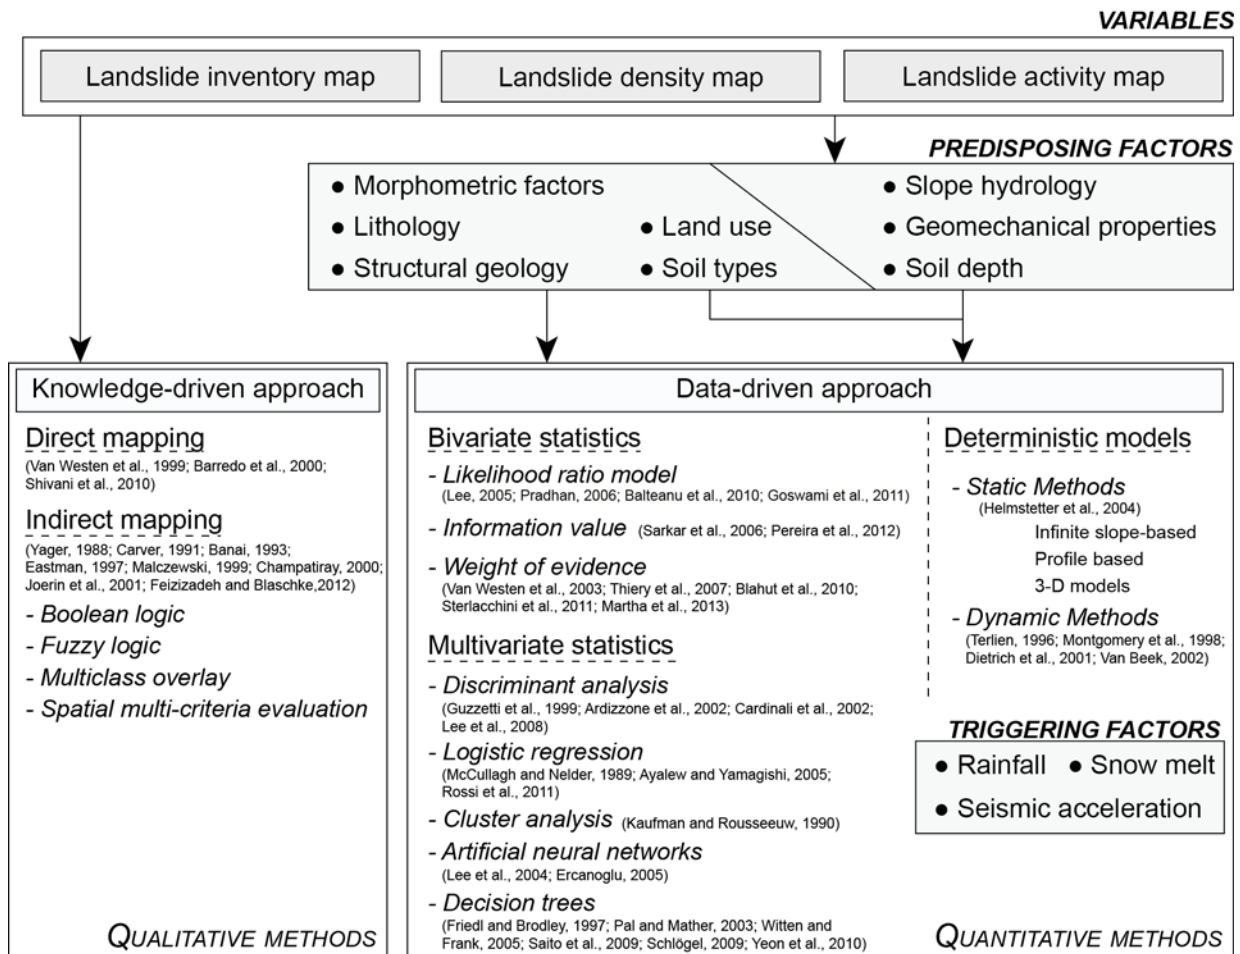 VARIABLES
Landslide inventory map
Landslide density map
Landslide activity map
PREDISPOSING FACTORS
● Morphometric factors
● Lithology
● Structural geology
● Land use
● Soil types
● Slope hydrology
● Geomechanical properties
● Soil depth
Knowledge-driven approach
Direct mapping
(Van Westen et al., 1999; Barredo et al., 2000;
Shivani et al., 2010)
Indirect mapping
(Yager, 1988; Carver, 1991; Banai, 1993;
Eastman, 1997; Malczewski, 1999; Champatiray, 2000;
Joerin et al., 2001; Feizizadeh and Blaschke,2012)
- Boolean logic
- Fuzzy logic
- Multiclass overlay
- Spatial multi-criteria evaluation
QUALITATIVE METHODS
Data-driven approach
Bivariate statistics
- Likelihood ratio model
(Lee, 2005; Pradhan, 2006; Balteanu et al., 2010; Goswami et al., 2011)
- Information value (Sarkar et al., 2006; Pereira et al., 2012)
- Weight of evidence
(Van Westen et al., 2003; Thiery et al., 2007; Blahut et al., 2010;
Sterlacchini et al., 2011; Martha et al., 2013)
Multivariate statistics
- Discriminant analysis
(Guzzetti et al., 1999; Ardizzone et al., 2002; Cardinali et al., 2002;
Lee et al., 2008)
- Logistic regression
(McCullagh and Nelder, 1989; Ayalew and Yamagishi, 2005;
Rossi et al., 2011)
- Cluster analysis (Kaufman and Rousseeuw, 1990)
- Artificial neural networks
(Lee et al., 2004; Ercanoglu, 2005)
- Decision trees
(Friedl and Brodley, 1997; Pal and Mather, 2003; Witten and
Frank, 2005; Saito et al., 2009; Schlögel, 2009; Yeon et al., 2010)
Deterministic models
- Static Methods
(Helmstetter et al., 2004)
Infinite slope-based
Profile based
3-D models
- Dynamic Methods
(Terlien, 1996; Montgomery et al., 1998;
Dietrich et al., 2001; Van Beek, 2002)
TRIGGERING FACTORS
● Rainfall ● Snow melt
● Seismic acceleration
QUANTITATIVE METHODS